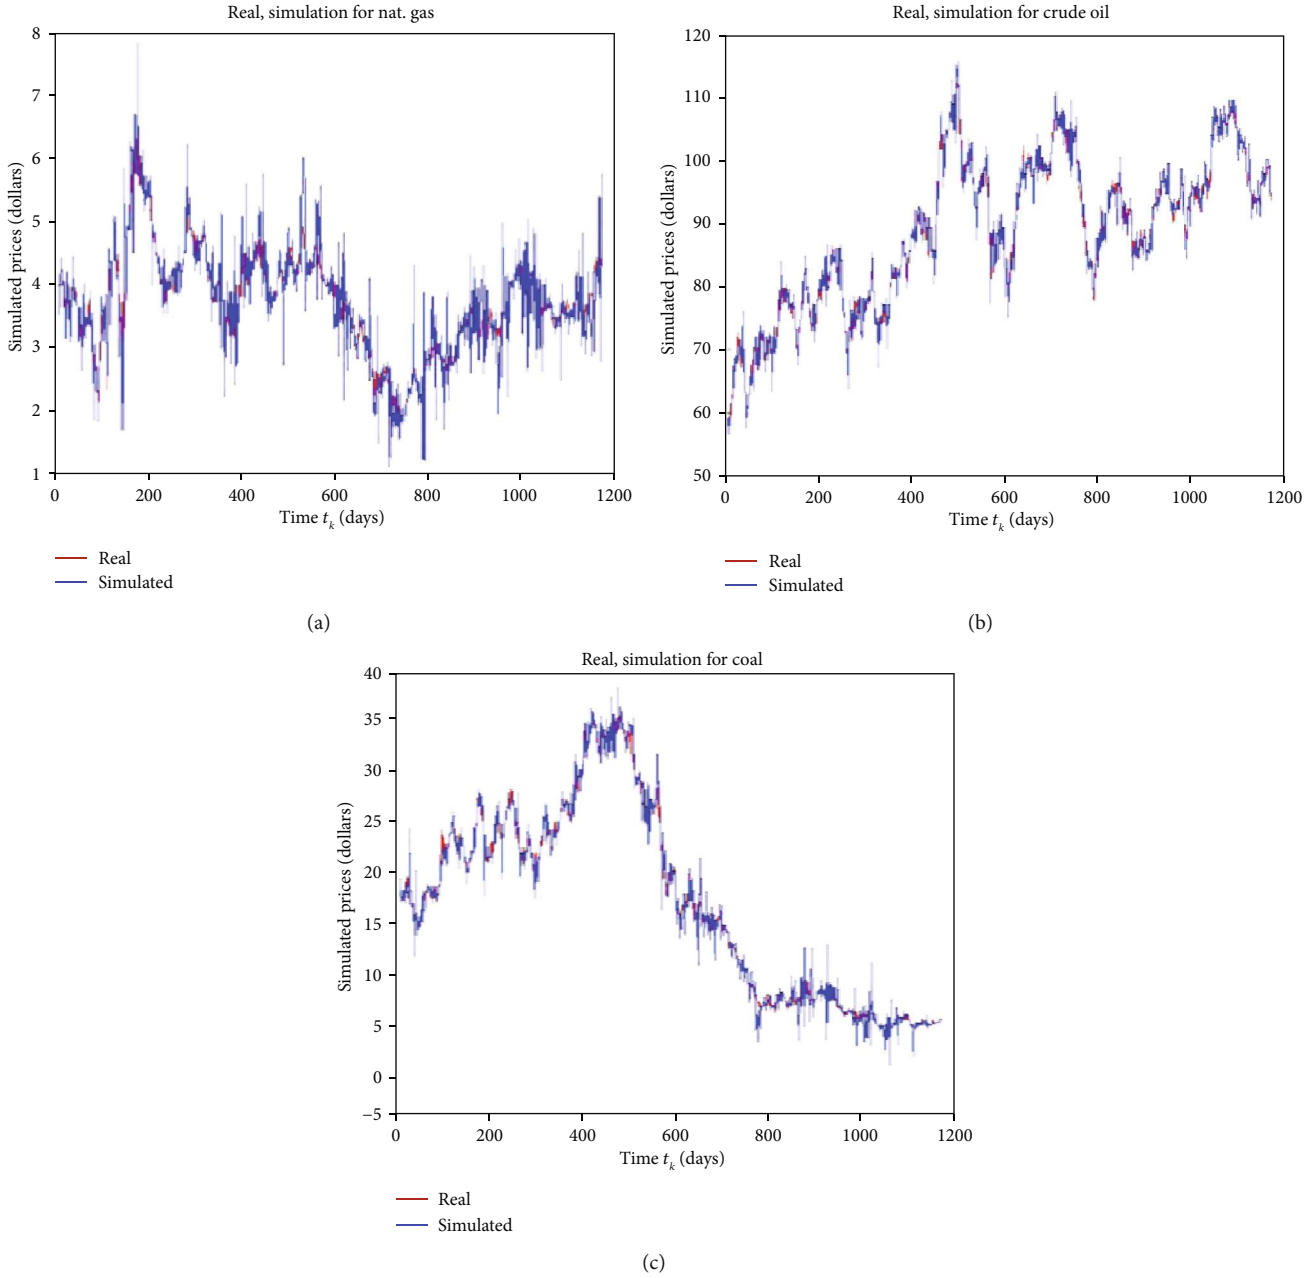 Real, simulation for nat. gas
Simulated prices (dollars)
8
7
6
5
4
3
2
1
0 200 400 600 800 1000 1200
Time t_k (days)
Real
Simulated
(a)
Real, simulation for crude oil
Simulated prices (dollars)
120
110
100
90
80
70
60
50
0 200 400 600 800 1000 1200
Time t_k (days)
Real
Simulated
(b)
Real, simulation for coal
Simulated prices (dollars)
40
35
30
25
20
15
10
5
0
−5
0 200 400 600 800 1000 1200
Time t_k (days)
Real
Simulated
(c)